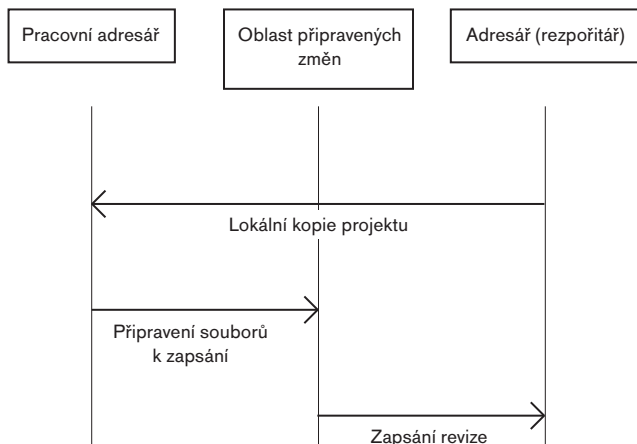 Pracovní adresář
Oblast připravených
změn
Adresář (rezpořitář)
Lokální kopie projektu
Připravení souborů
k zapsání
Zapsání revize